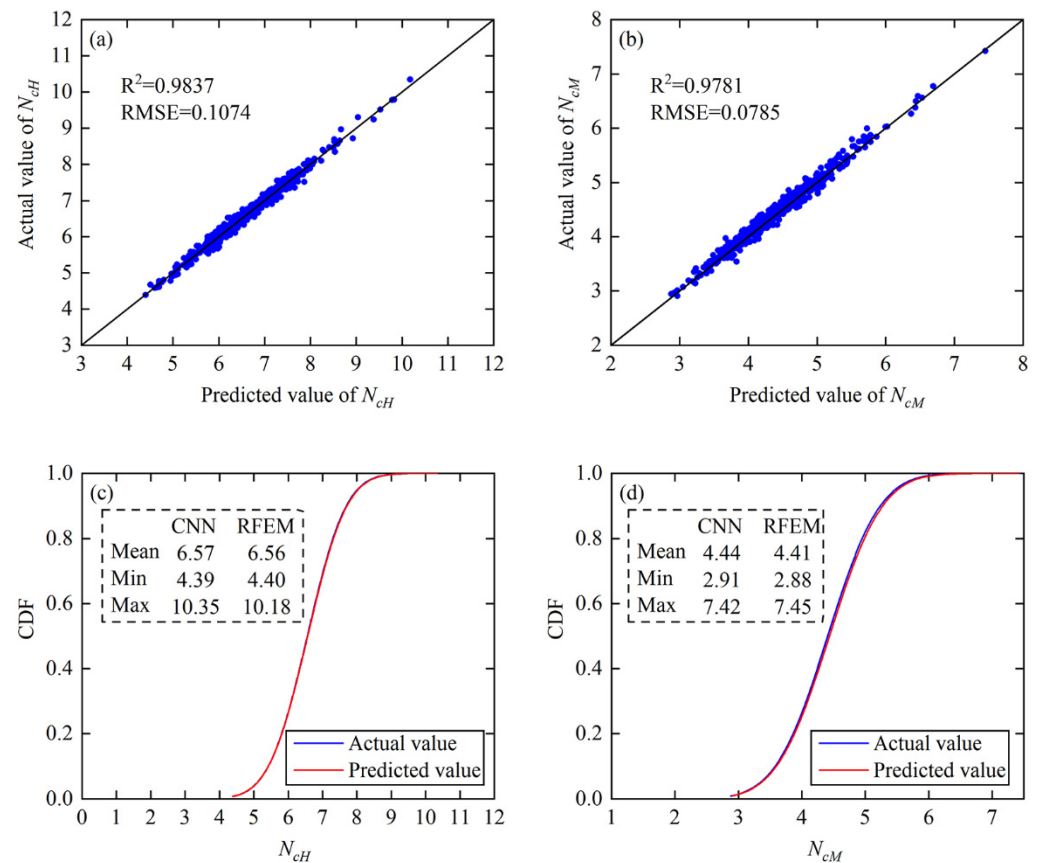 (a)
R²=0.9837
RMSE=0.1074
Actual value of N_cH
12
11
10
9
8
7
6
5
4
3
3 4 5 6 7 8 9 10 11 12
Predicted value of N_cH
(b)
R²=0.9781
RMSE=0.0785
Actual value of N_cM
8
7
6
5
4
3
2
2 3 4 5 6 7 8
Predicted value of N_cM
(c)
CNN RFEM
Mean 6.57 6.56
Min 4.39 4.40
Max 10.35 10.18
CDF
1.0
0.8
0.6
0.4
0.2
0.0
Actual value
Predicted value
0 1 2 3 4 5 6 7 8 9 10 11 12
N_cH
(d)
CNN RFEM
Mean 4.44 4.41
Min 2.91 2.88
Max 7.42 7.45
CDF
1.0
0.8
0.6
0.4
0.2
0.0
Actual value
Predicted value
1 2 3 4 5 6 7
N_cM